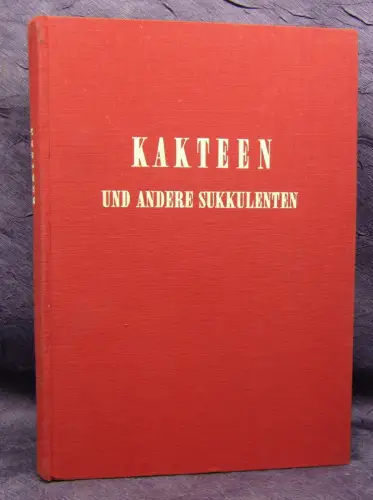 KAKTEEN
UND ANDERE SUKKULENTEN